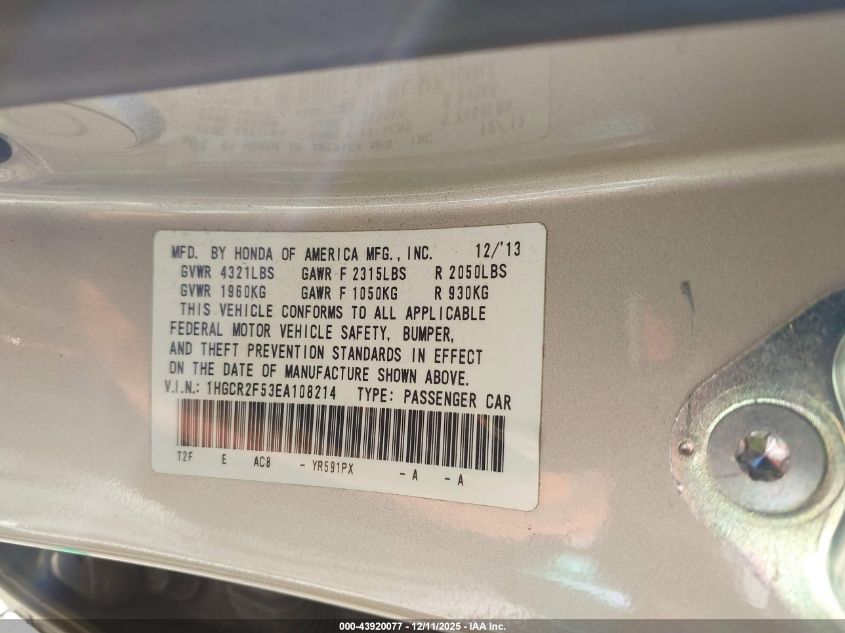 MFD. BY HONDA OF AMERICA MFG., INC. 12/'13
GVWR 4321LBS GAWR F 2315LBS R 2050LBS
GVWR 1960KG GAWR F 1050KG R 930KG
THIS VEHICLE CONFORMS TO ALL APPLICABLE
FEDERAL MOTOR VEHICLE SAFETY, BUMPER,
AND THEFT PREVENTION STANDARDS IN EFFECT
ON THE DATE OF MANUFACTURE SHOWN ABOVE.
V.I.N.: 1HGCR2F53EA108214 TYPE: PASSENGER CAR
T2F E AC8 - YR591PX - A - A
000-43920077 - 12/11/2025 - IAA Inc.